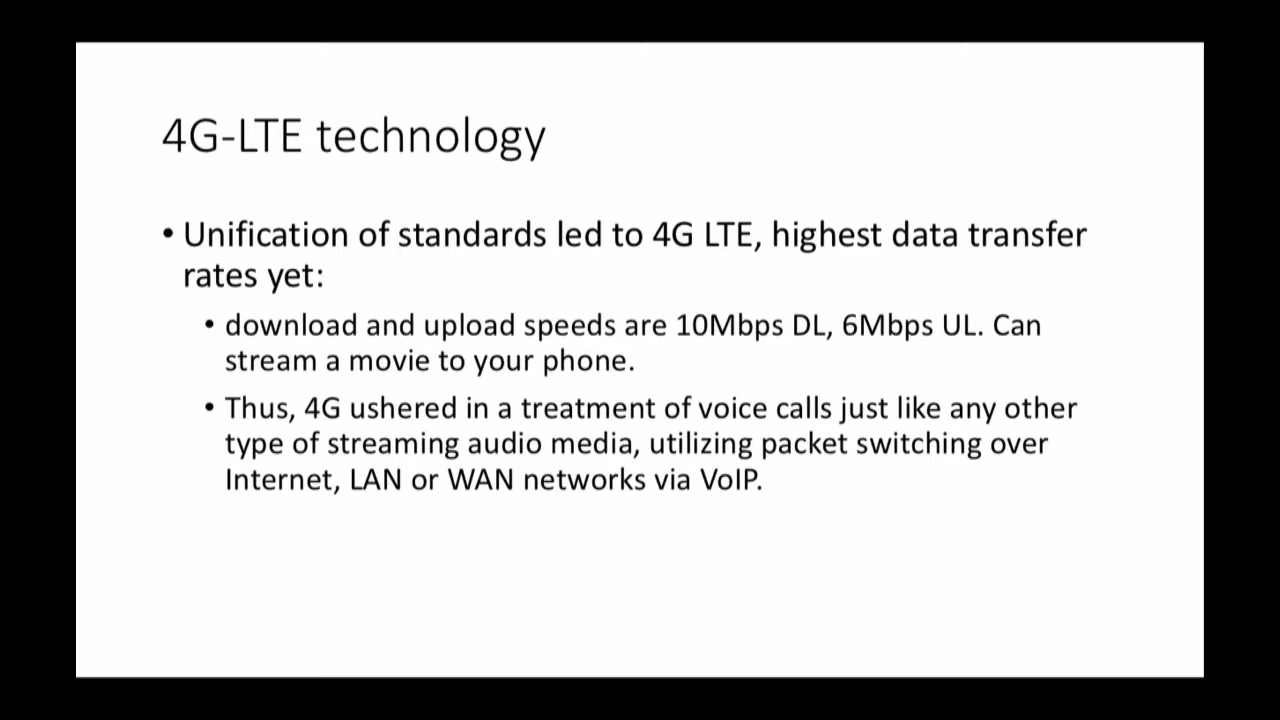 4G-LTE technology
• Unification of standards led to 4G LTE, highest data transfer
rates yet:
• download and upload speeds are 10Mbps DL, 6Mbps UL. Can
stream a movie to your phone.
• Thus, 4G ushered in a treatment of voice calls just like any other
type of streaming audio media, utilizing packet switching over
Internet, LAN or WAN networks via VoIP.